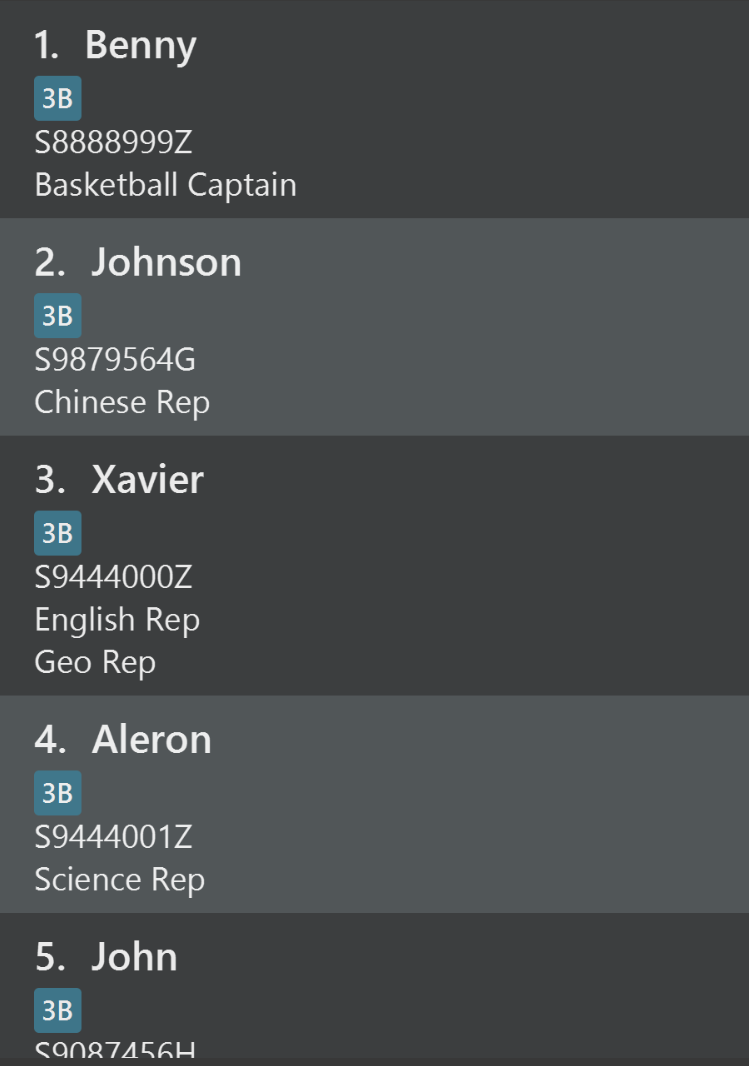 1. Benny
3B
S8888999Z
Basketball Captain
2. Johnson
3B
S9879564G
Chinese Rep
3. Xavier
3B
S9444000Z
English Rep
Geo Rep
4. Aleron
3B
S9444001Z
Science Rep
5. John
3B
S9087456H